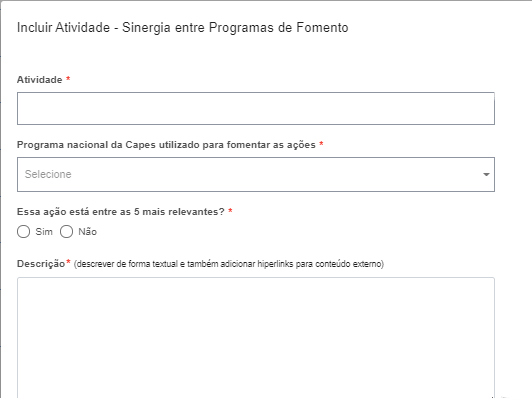 Incluir Atividade - Sinergia entre Programas de Fomento
Atividade *
Programa nacional da Capes utilizado para fomentar as ações *
Selecione
Essa ação está entre as 5 mais relevantes? *
Sim Não
Descrição* (descrever de forma textual e também adicionar hiperlinks para conteúdo externo)